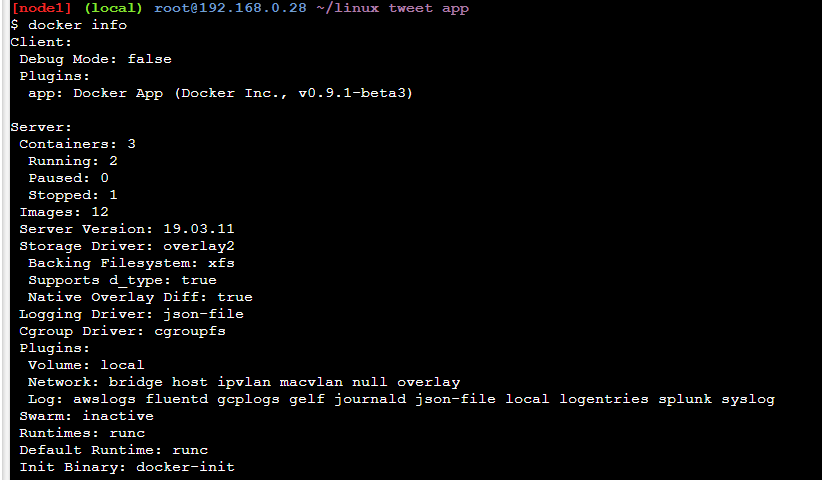 [node1] (local) root@192.168.0.28 ~/linux tweet app
$ docker info
Client:
 Debug Mode: false
 Plugins:
  app: Docker App (Docker Inc., v0.9.1-beta3)

Server:
 Containers: 3
  Running: 2
  Paused: 0
  Stopped: 1
 Images: 12
 Server Version: 19.03.11
 Storage Driver: overlay2
  Backing Filesystem: xfs
  Supports d_type: true
  Native Overlay Diff: true
 Logging Driver: json-file
 Cgroup Driver: cgroupfs
 Plugins:
  Volume: local
  Network: bridge host ipvlan macvlan null overlay
  Log: awslogs fluentd gcplogs gelf journald json-file local logentries splunk syslog
 Swarm: inactive
 Runtimes: runc
 Default Runtime: runc
 Init Binary: docker-init